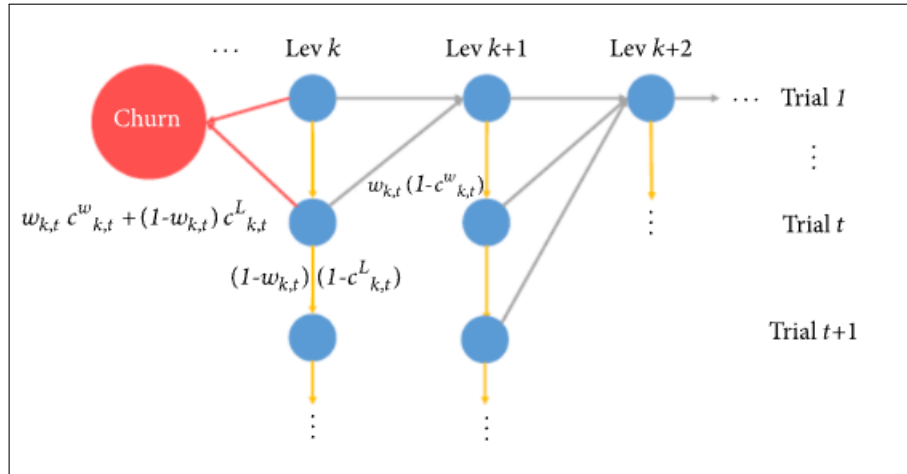 ⋯ Lev k Lev k+1 Lev k+2
Churn
⋯ Trial 1
⋮
w_{k,t} (1-c^w_{k,t})
w_{k,t} c^w_{k,t} + (1-w_{k,t}) c^L_{k,t}
⋮ Trial t
(1-w_{k,t}) (1-c^L_{k,t})
Trial t+1
⋮ ⋮